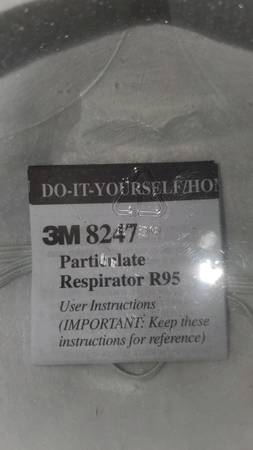 DO-IT-YOURSELF/HO
3M 8247
Particulate
Respirator R95
User Instructions
(IMPORTANT: Keep these
instructions for reference)